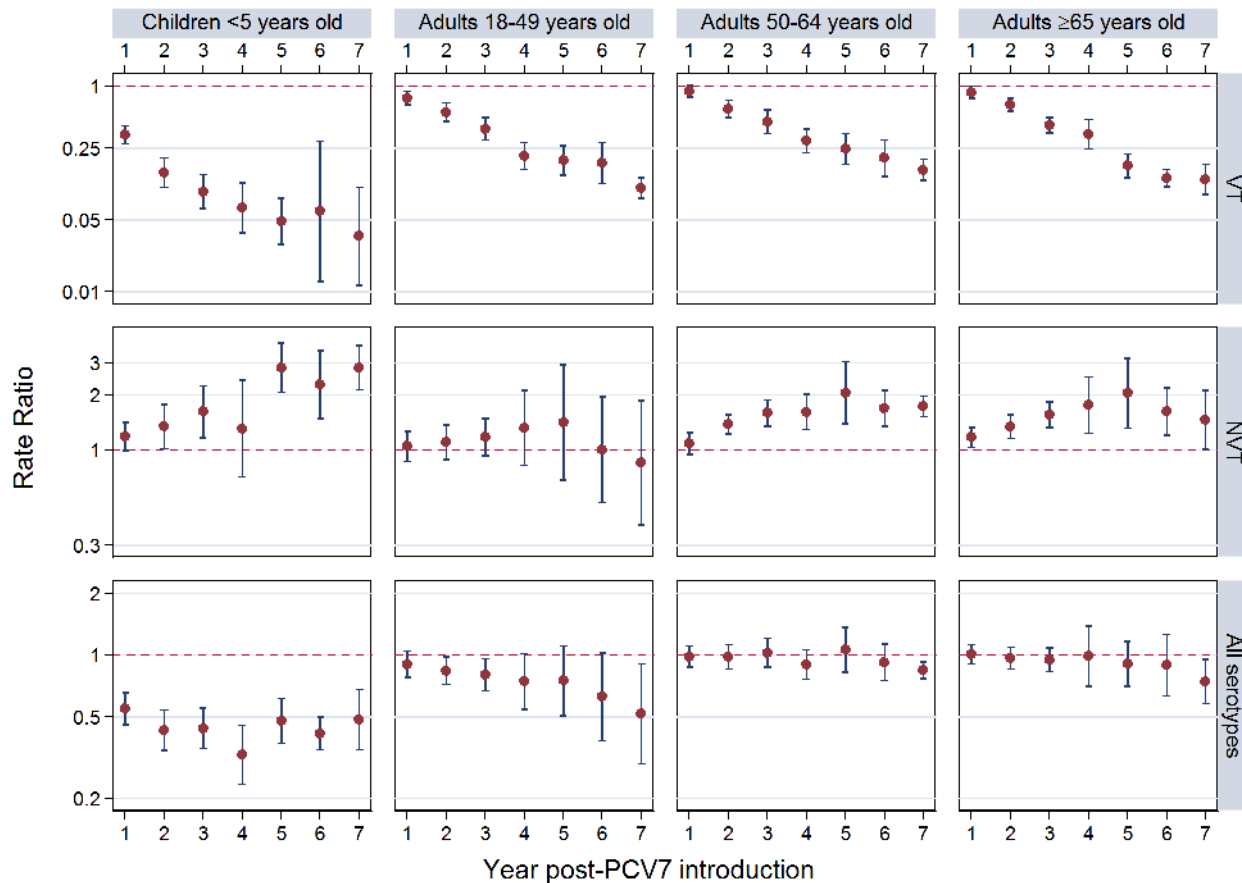 Children <5 years old
Adults 18-49 years old
Adults 50-64 years old
Adults ≥65 years old
1 2 3 4 5 6 7
1 2 3 4 5 6 7
1 2 3 4 5 6 7
1 2 3 4 5 6 7
1
0.25
0.05
0.01
VT
3
2
1
0.3
NVT
2
1
0.5
0.2
All serotypes
Rate Ratio
1 2 3 4 5 6 7
1 2 3 4 5 6 7
1 2 3 4 5 6 7
1 2 3 4 5 6 7
Year post-PCV7 introduction